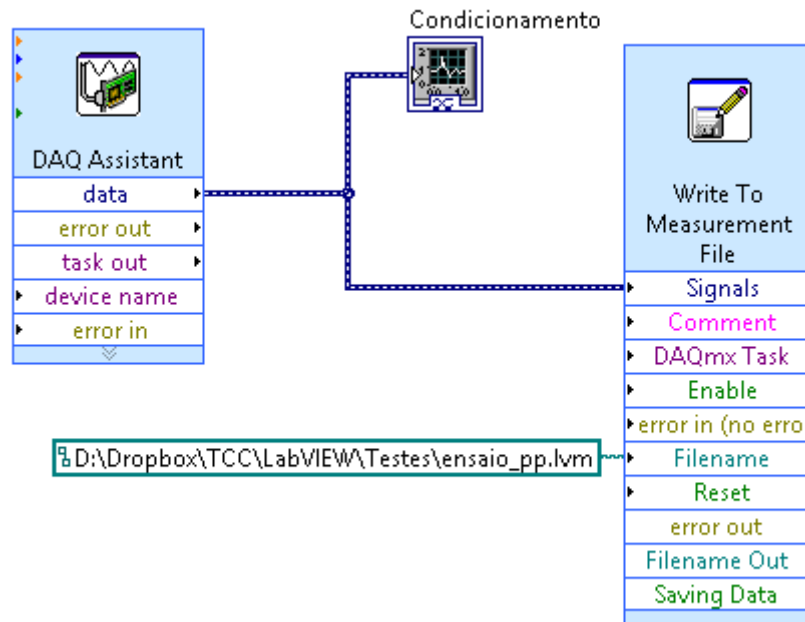 Condicionamento
DAQ Assistant
data
error out
task out
device name
error in
Write To
Measurement
File
Signals
Comment
DAQmx Task
Enable
error in (no erro
D:\Dropbox\TCC\LabVIEW\Testes\ensaio_pp.lvm
Filename
Reset
error out
Filename Out
Saving Data